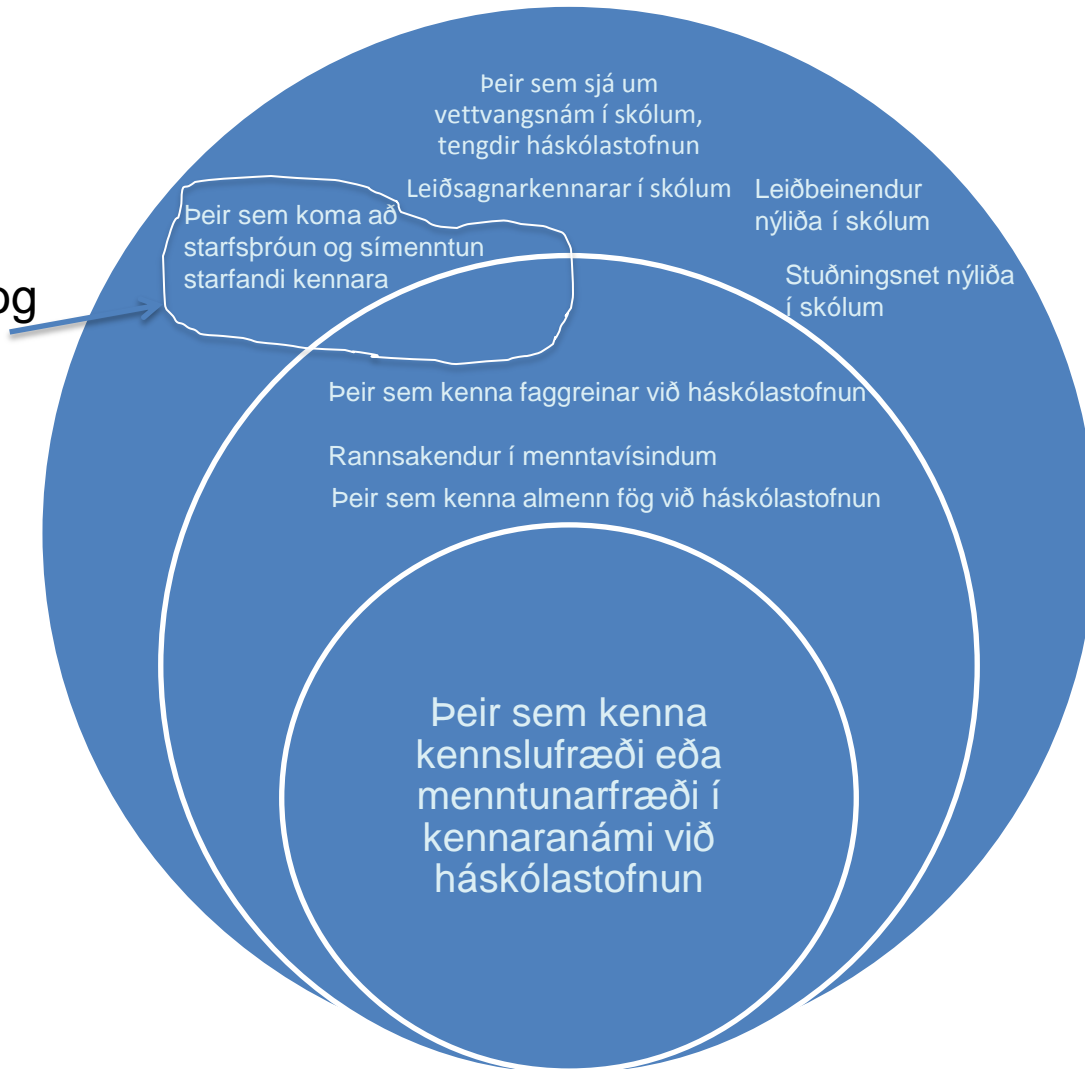 Þeir sem sjá um
vettvangsnám í skólum,
tengdir háskólastofnun
Leiðsagnarkennarar í skólum
Leiðbeinendur
nýliða í skólum
Þeir sem koma að
starfsþróun og símenntun
starfandi kennara
Stuðningsnet nýliða
í skólum
og
Þeir sem kenna faggreinar við háskólastofnun
Rannsakendur í menntavísindum
Þeir sem kenna almenn fög við háskólastofnun
Þeir sem kenna
kennslufræði eða
menntunarfræði í
kennaranámi við
háskólastofnun